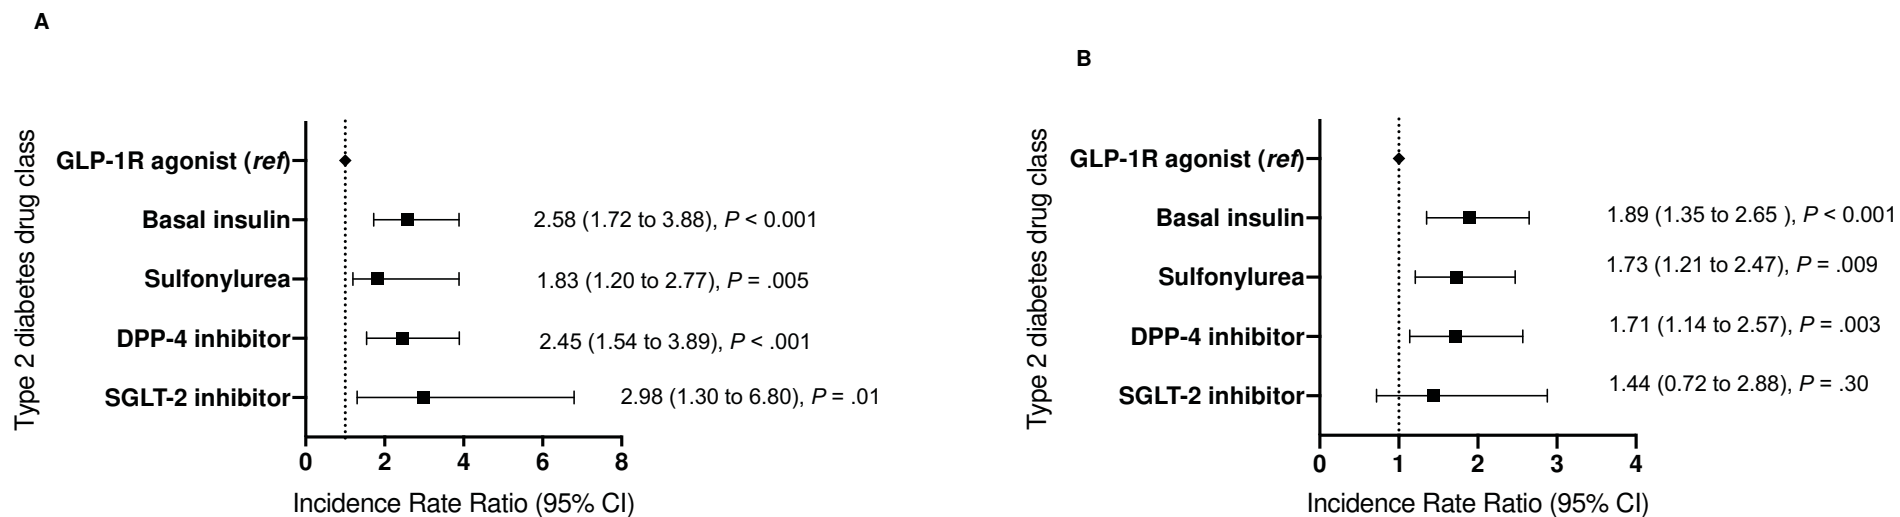 A
Type 2 diabetes drug class
GLP-1R agonist (ref)
Basal insulin
2.58 (1.72 to 3.88), P < 0.001
Sulfonylurea
1.83 (1.20 to 2.77), P = .005
DPP-4 inhibitor
2.45 (1.54 to 3.89), P < .001
SGLT-2 inhibitor
2.98 (1.30 to 6.80), P = .01
0 2 4 6 8
Incidence Rate Ratio (95% CI)
B
Type 2 diabetes drug class
GLP-1R agonist (ref)
Basal insulin
1.89 (1.35 to 2.65 ), P < 0.001
Sulfonylurea
1.73 (1.21 to 2.47), P = .009
DPP-4 inhibitor
1.71 (1.14 to 2.57), P = .003
SGLT-2 inhibitor
1.44 (0.72 to 2.88), P = .30
0 1 2 3 4
Incidence Rate Ratio (95% CI)